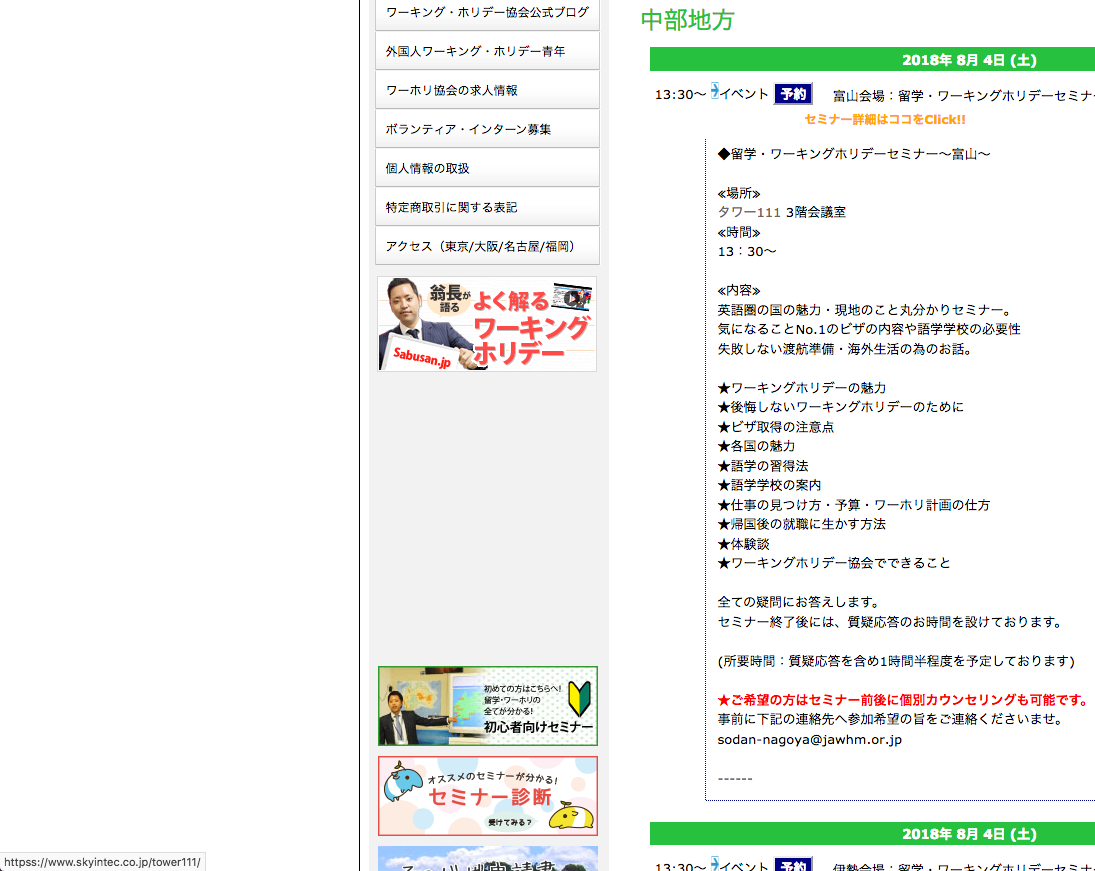 ワーキング・ホリデー協会公式ブログ
外国人ワーキング・ホリデー青年
ワーホリ協会の求人情報
ボランティア・インターン募集
個人情報の取扱
特定商取引に関する表記
アクセス（東京/大阪/名古屋/福岡）
翁長が
語る
よく解る
ワーキング
ホリデー
Sabusan.jp
初めての方はこちらへ!
留学・ワーホリの
全てが分かる!
初心者向けセミナー
オススメのセミナーが分かる!
セミナー診断
受けてみる？
httpss://www.skyintec.co.jp/tower111/
中部地方
2018年 8月 4日 (土)
13:30～ イベント 予約 富山会場：留学・ワーキングホリデーセミナー
セミナー詳細はココをClick!!
◆留学・ワーキングホリデーセミナー～富山～
≪場所≫
タワー111 3階会議室
≪時間≫
13：30～
≪内容≫
英語圏の国の魅力・現地のこと丸分かりセミナー。
気になることNo.1のビザの内容や語学学校の必要性
失敗しない渡航準備・海外生活の為のお話。
★ワーキングホリデーの魅力
★後悔しないワーキングホリデーのために
★ビザ取得の注意点
★各国の魅力
★語学の習得法
★語学学校の案内
★仕事の見つけ方・予算・ワーホリ計画の仕方
★帰国後の就職に生かす方法
★体験談
★ワーキングホリデー協会でできること
全ての疑問にお答えします。
セミナー終了後には、質疑応答のお時間を設けております。
(所要時間：質疑応答を含め1時間半程度を予定しております)
★ご希望の方はセミナー前後に個別カウンセリングも可能です。
事前に下記の連絡先へ参加希望の旨をご連絡くださいませ。
sodan-nagoya@jawhm.or.jp
------
2018年 8月 4日 (土)
13:30～ イベント 予約 伊勢会場：留学・ワーキングホリデーセミナ